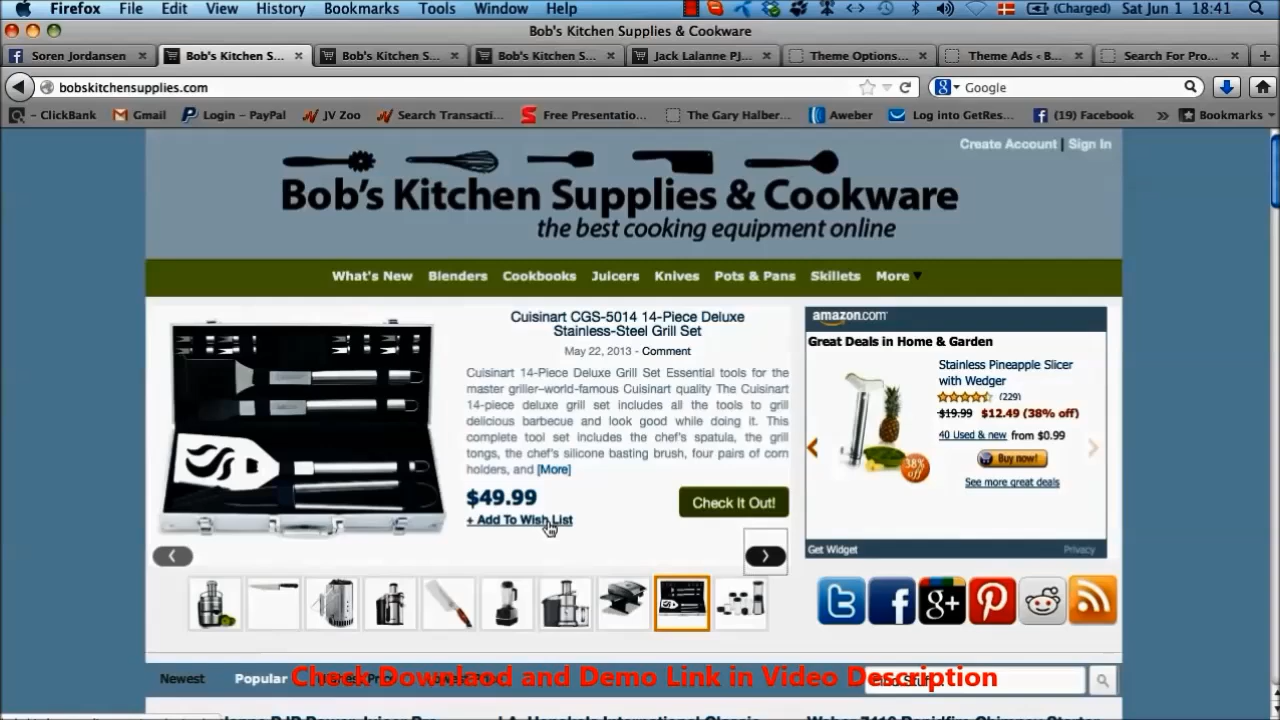 Firefox File Edit View History Bookmarks Tools Window Help (Charged) Sat Jun 1 18:41
Bob's Kitchen Supplies & Cookware
Soren Jordansen Bob's Kitchen S... Bob's Kitchen S... Bob's Kitchen S... Jack Lalanne PJ... Theme Options... Theme Ads ‹ B... Search For Pro...
bobskitchensupplies.com Google
- ClickBank Gmail Login - PayPal JV Zoo Search Transacti... Free Presentatio... The Gary Halber... Aweber Log into GetRes... (19) Facebook » Bookmarks
Create Account | Sign In
Bob's Kitchen Supplies & Cookware
the best cooking equipment online
What's New Blenders Cookbooks Juicers Knives Pots & Pans Skillets More
Cuisinart CGS-5014 14-Piece Deluxe
Stainless-Steel Grill Set
May 22, 2013 - Comment
Cuisinart 14-Piece Deluxe Grill Set Essential tools for the
master griller–world-famous Cuisinart quality The Cuisinart
14-piece deluxe grill set includes all the tools to grill
delicious barbecue and look good while doing it. This
complete tool set includes the chef's spatula, the grill
tongs, the chef's silicone basting brush, four pairs of corn
holders, and [More]
$49.99
+ Add To Wish List
Check It Out!
amazon.com
Great Deals in Home & Garden
Stainless Pineapple Slicer
with Wedger
(229)
$19.99 $12.49 (38% off)
40 Used & new from $0.99
38% off
Buy now!
See more great deals
Get Widget Privacy
Newest Popular
Check Downlaod and Demo Link in Video Description